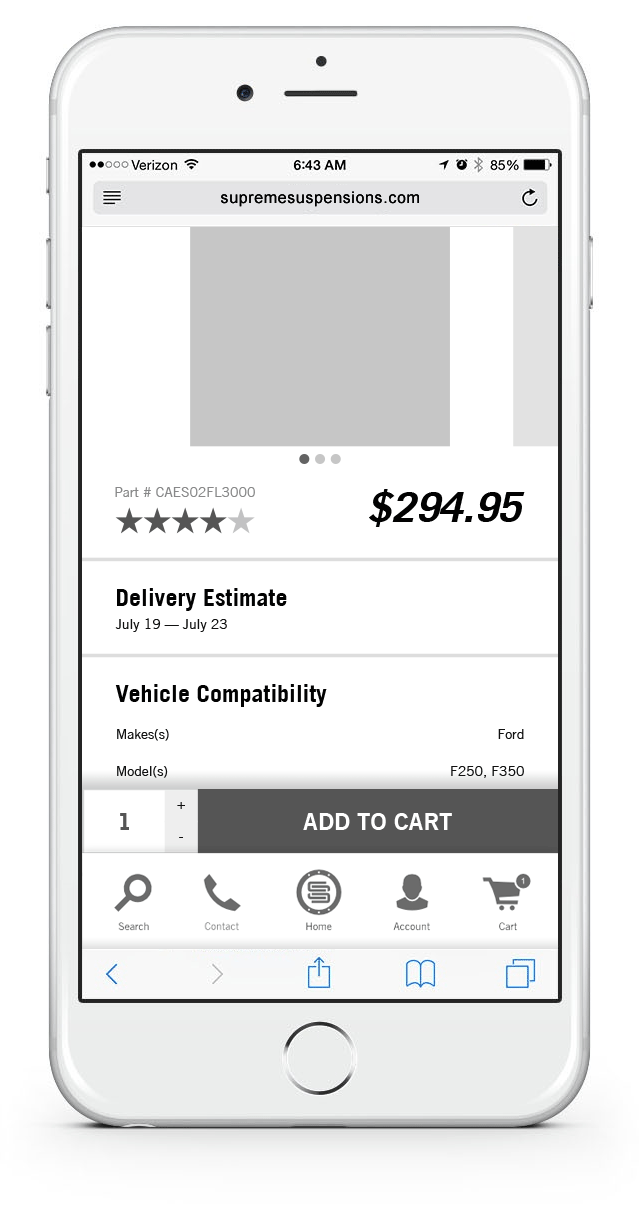 Verizon 6:43 AM 85%
supremesuspensions.com
Part # CAES02FL3000
$294.95
Delivery Estimate
July 19 — July 23
Vehicle Compatibility
Makes(s) Ford
Model(s) F250, F350
1 + - ADD TO CART
1
Search Contact Home Account Cart